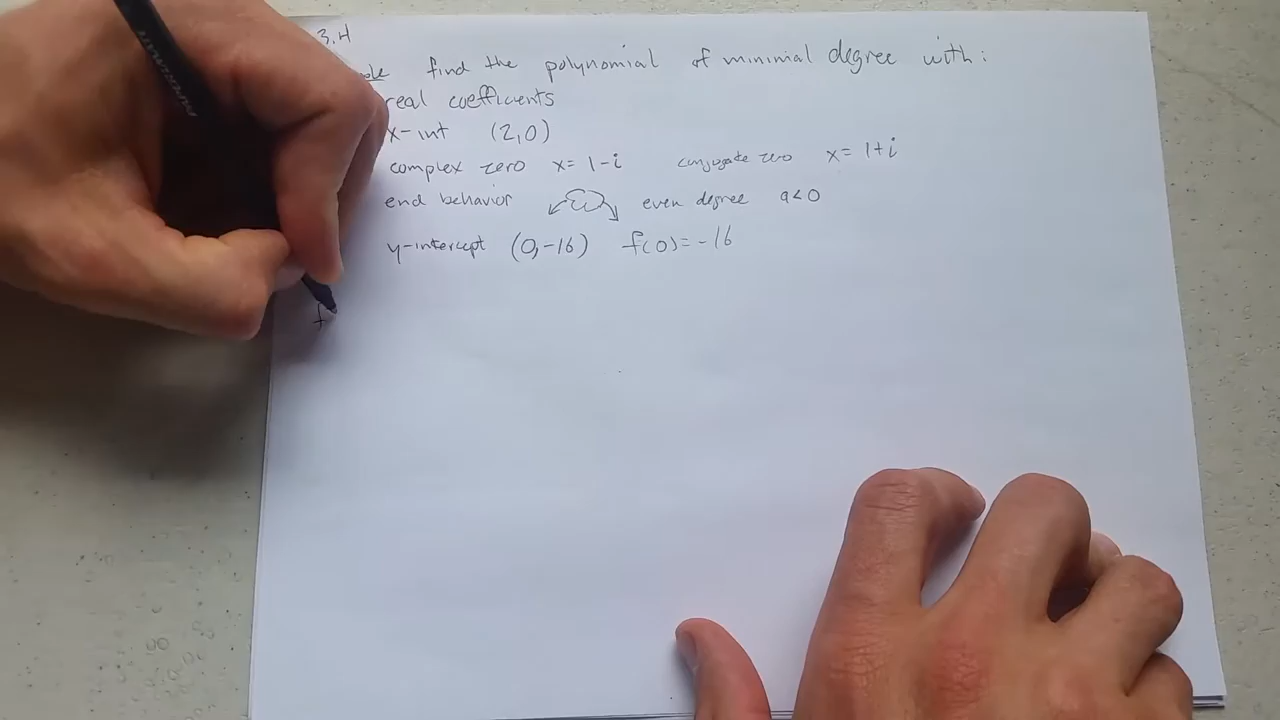 3.4
find the polynomial of minimal degree with:
real coefficients
x-int (2,0)
complex zero x= 1-i conjugate zero x= 1+i
end behavior even degree a<0
y-intercept (0,-16) f(0)=-16
f
PAPERMATE